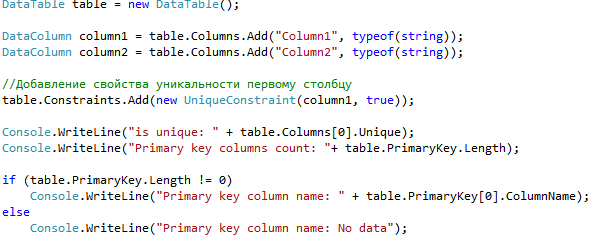 DataTable table = new DataTable();
DataColumn column1 = table.Columns.Add("Column1", typeof(string));
DataColumn column2 = table.Columns.Add("Column2", typeof(string));
//Добавление свойства уникальности первому столбцу
table.Constraints.Add(new UniqueConstraint(column1, true));
Console.WriteLine("is unique: " + table.Columns[0].Unique);
Console.WriteLine("Primary key columns count: "+ table.PrimaryKey.Length);
if (table.PrimaryKey.Length != 0)
Console.WriteLine("Primary key column name: " + table.PrimaryKey[0].ColumnName);
else
Console.WriteLine("Primary key column name: No data");